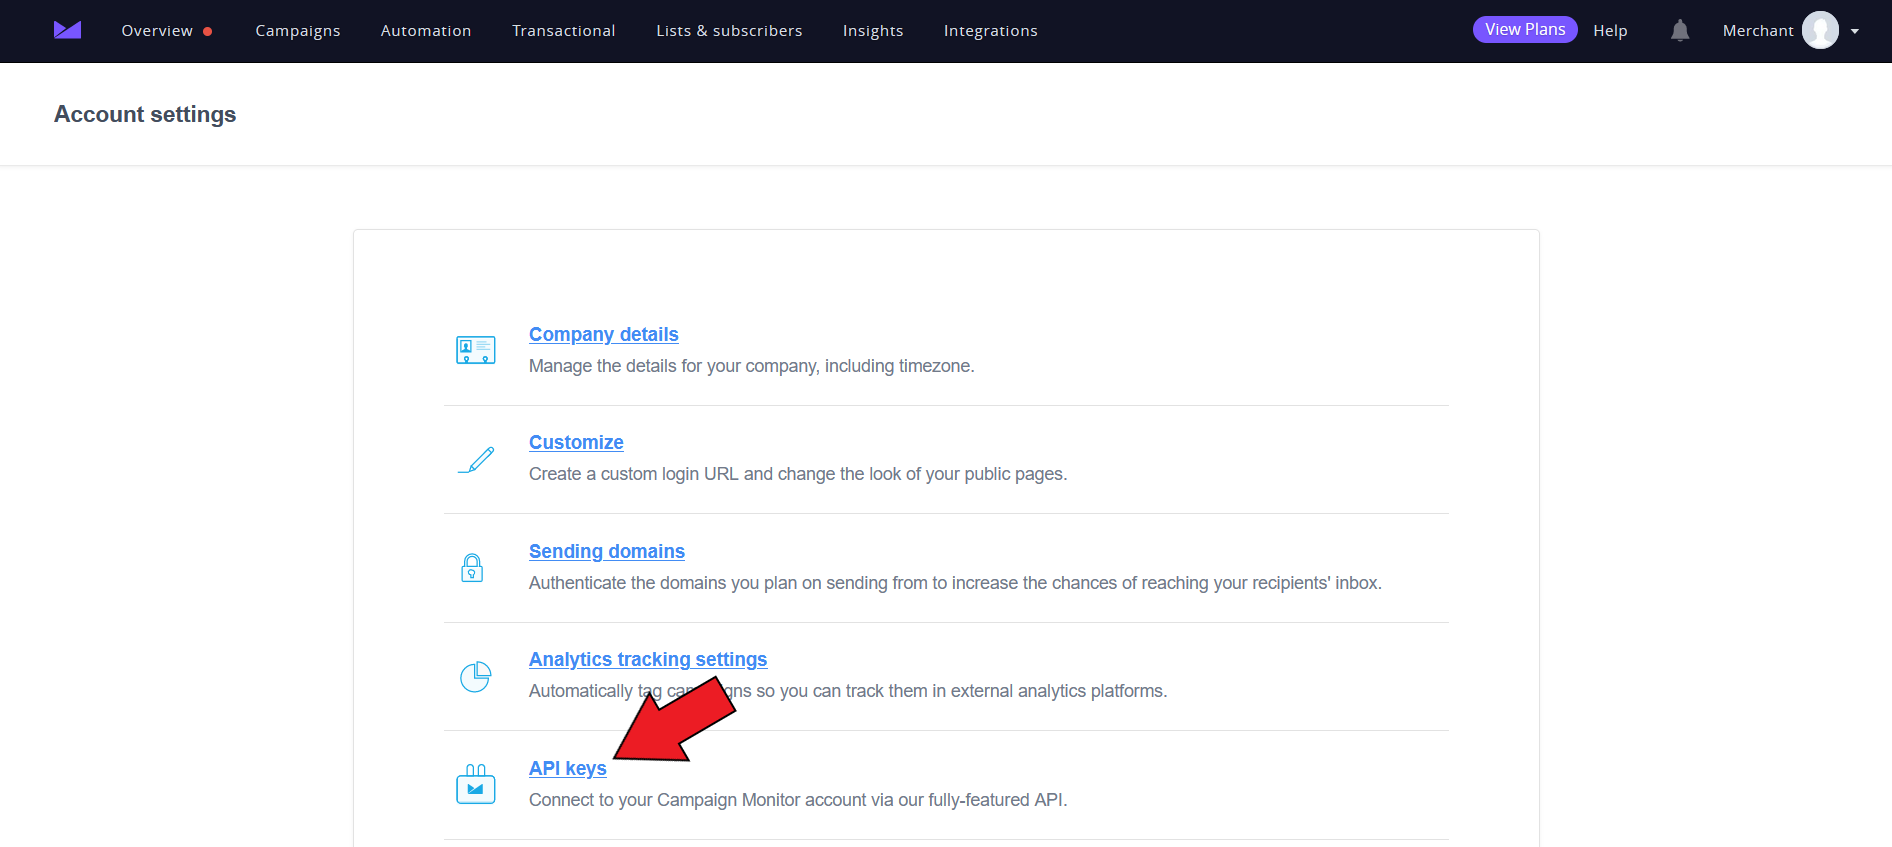 Overview Campaigns Automation Transactional Lists & subscribers Insights Integrations View Plans Help Merchant
Account settings
Company details
Manage the details for your company, including timezone.
Customize
Create a custom login URL and change the look of your public pages.
Sending domains
Authenticate the domains you plan on sending from to increase the chances of reaching your recipients' inbox.
Analytics tracking settings
Automatically tag campaigns so you can track them in external analytics platforms.
API keys
Connect to your Campaign Monitor account via our fully-featured API.